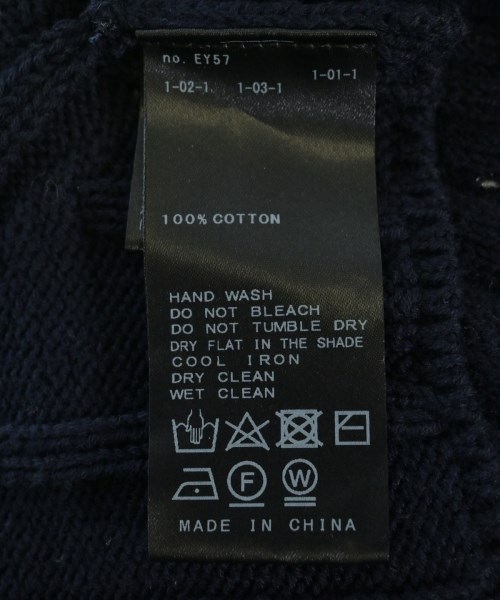 no. EY57
1-01-1
1-02-1 1-03-1
100% COTTON
HAND WASH
DO NOT BLEACH
DO NOT TUMBLE DRY
DRY FLAT IN THE SHADE
COOL IRON
DRY CLEAN
WET CLEAN
F W
MADE IN CHINA